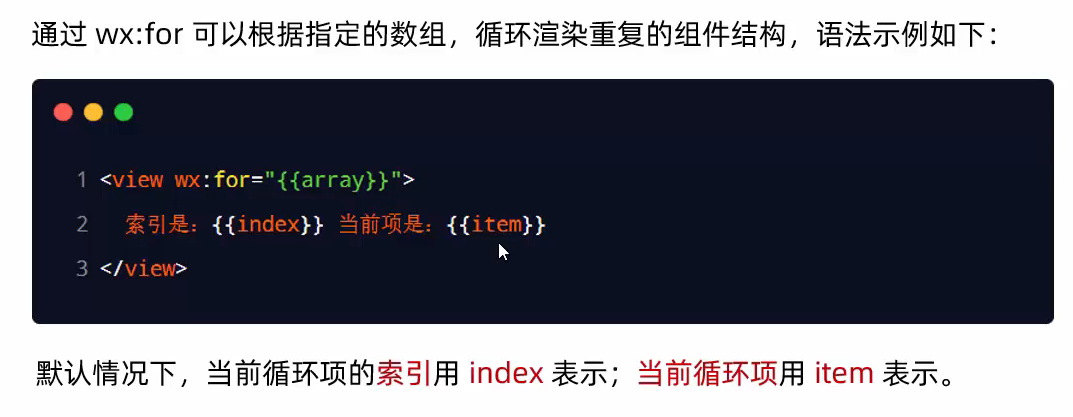 通过 wx:for 可以根据指定的数组，循环渲染重复的组件结构，语法示例如下：
1 <view wx:for="{{array}}">
2   索引是：{{index}} 当前项是：{{item}}
3 </view>
默认情况下，当前循环项的索引用 index 表示；当前循环项用 item 表示。